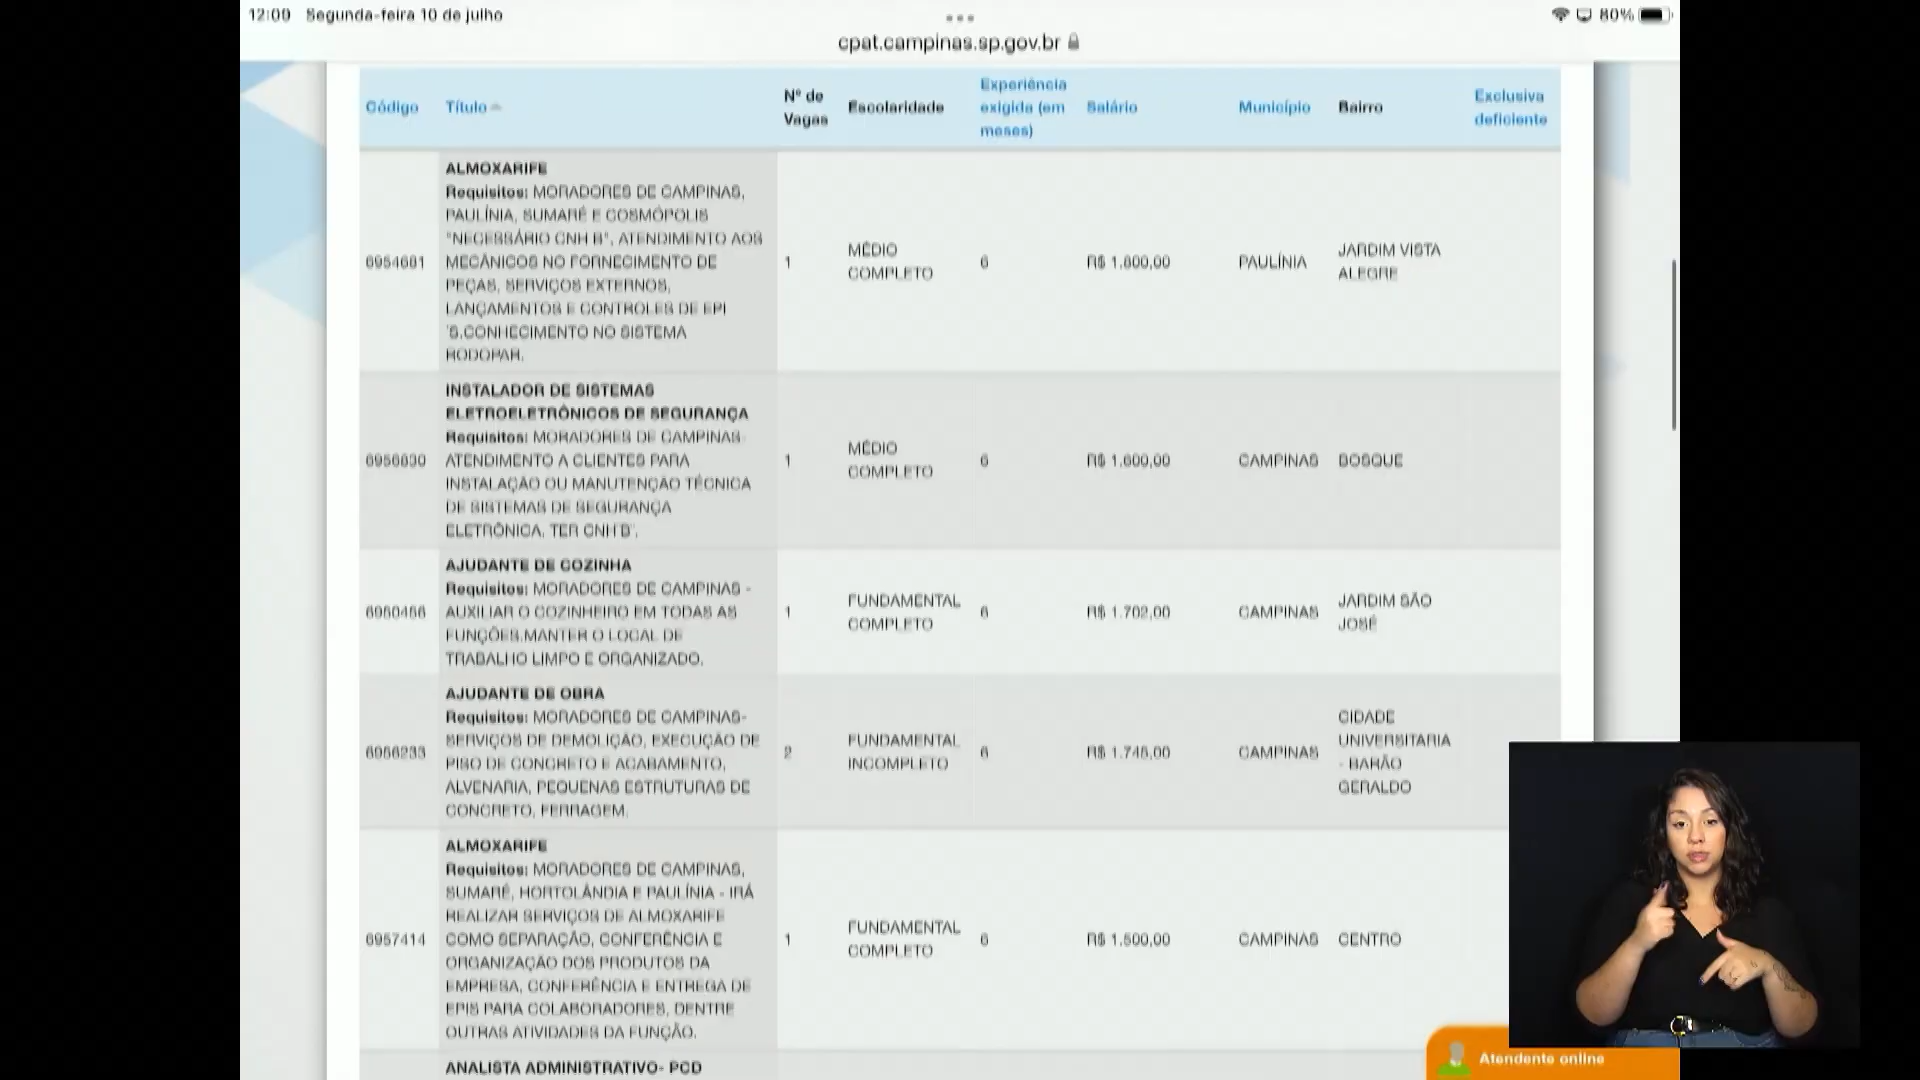 12:09 Segunda-feira 10 de julho
80%
cpat.campinas.sp.gov.br
Código Título Nº de Vagas Escolaridade Experiência exigida (em meses) Salário Município Bairro Exclusiva deficiente
ALMOXARIFE
Requisitos: MORADORES DE CAMPINAS,
PAULÍNIA, SUMARÉ E COSMÓPOLIS
"NECESSÁRIO CNH B", ATENDIMENTO AOS
MECÂNICOS NO FORNECIMENTO DE
PEÇAS, SERVIÇOS EXTERNOS,
LANÇAMENTOS E CONTROLES DE EPI
'S,CONHECIMENTO NO SISTEMA
RODOPAR.
1 MÉDIO COMPLETO 6 R$ 1.800,00 PAULÍNIA JARDIM VISTA ALEGRE
INSTALADOR DE SISTEMAS
ELETROELETRÔNICOS DE SEGURANÇA
Requisitos: MORADORES DE CAMPINAS
ATENDIMENTO A CLIENTES PARA
INSTALAÇÃO OU MANUTENÇÃO TÉCNICA
DE SISTEMAS DE SEGURANÇA
ELETRÔNICA. TER CNH'B'.
1 MÉDIO COMPLETO 6 R$ 1.600,00 CAMPINAS BOSQUE
AJUDANTE DE COZINHA
Requisitos: MORADORES DE CAMPINAS -
AUXILIAR O COZINHEIRO EM TODAS AS
FUNÇÕES,MANTER O LOCAL DE
TRABALHO LIMPO E ORGANIZADO.
1 FUNDAMENTAL COMPLETO 6 R$ 1.702,00 CAMPINAS JARDIM SÃO JOSÉ
AJUDANTE DE OBRA
Requisitos: MORADORES DE CAMPINAS-
SERVIÇOS DE DEMOLIÇÃO, EXECUÇÃO DE
PISO DE CONCRETO E ACABAMENTO,
ALVENARIA, PEQUENAS ESTRUTURAS DE
CONCRETO, FERRAGEM.
2 FUNDAMENTAL INCOMPLETO 6 CAMPINAS CIDADE UNIVERSITARIA - BARÃO GERALDO
ALMOXARIFE
Requisitos: MORADORES DE CAMPINAS,
SUMARÉ, HORTOLÂNDIA E PAULÍNIA - IRÁ
REALIZAR SERVIÇOS DE ALMOXARIFE
COMO SEPARAÇÃO, CONFERÊNCIA E
ORGANIZAÇÃO DOS PRODUTOS DA
EMPRESA, CONFERÊNCIA E ENTREGA DE
EPIS PARA COLABORADORES, DENTRE
OUTRAS ATIVIDADES DA FUNÇÃO.
6957414 1 FUNDAMENTAL COMPLETO 6 R$ 1.500,00 CAMPINAS CENTRO
ANALISTA ADMINISTRATIVO- PCD
Atendente online